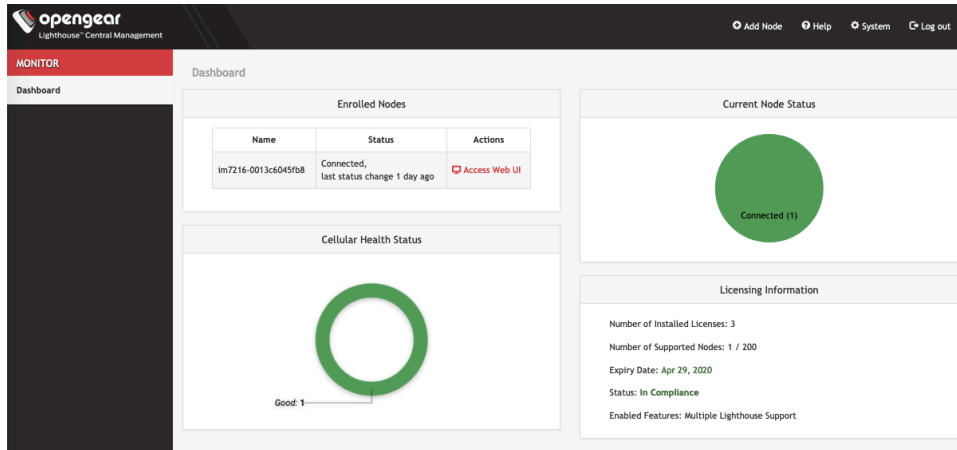 opengear
Lighthouse™ Central Management
Add Node Help System Log out
MONITOR
Dashboard
Dashboard
Enrolled Nodes
Name Status Actions
im7216-0013c6045fb8 Connected, Access Web UI
last status change 1 day ago
Current Node Status
Connected (1)
Cellular Health Status
Good: 1
Licensing Information
Number of Installed Licenses: 3
Number of Supported Nodes: 1 / 200
Expiry Date: Apr 29, 2020
Status: In Compliance
Enabled Features: Multiple Lighthouse Support